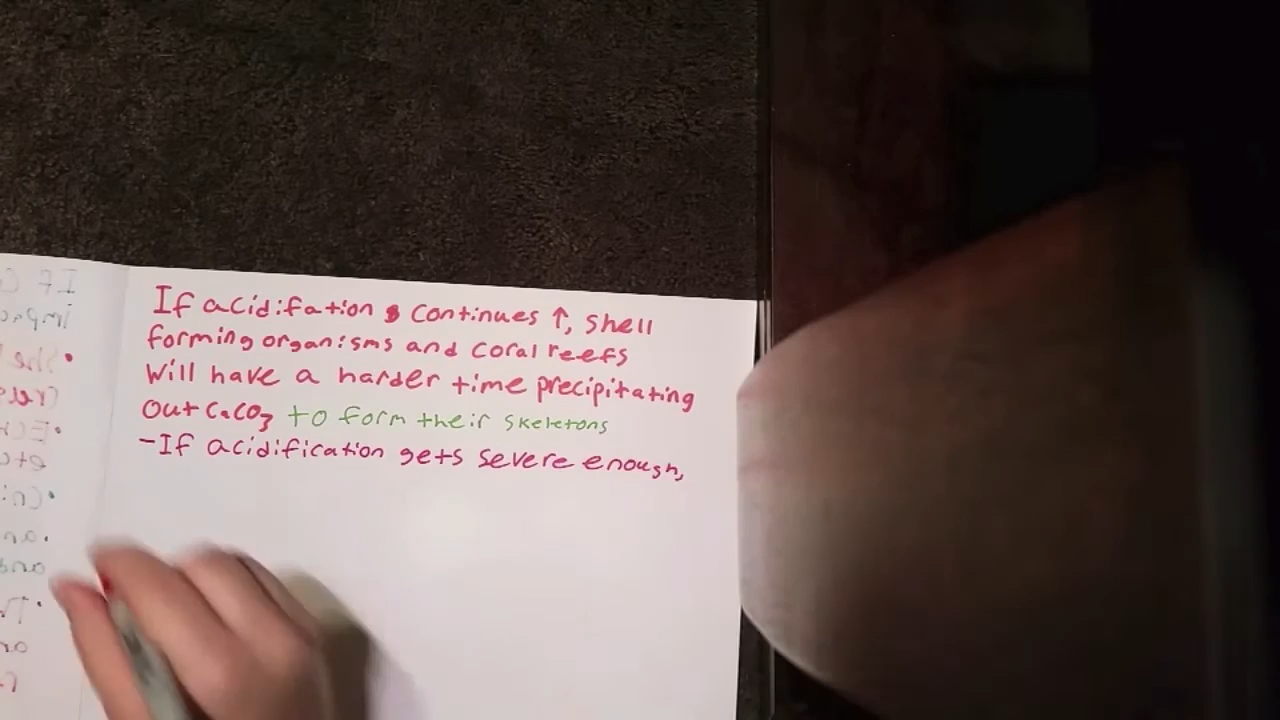 If acidifation continues ↑, shell
forming organisms and coral reefs
will have a harder time precipitating
out CaCO3 to form their skeletons
-If acidification gets severe enough,